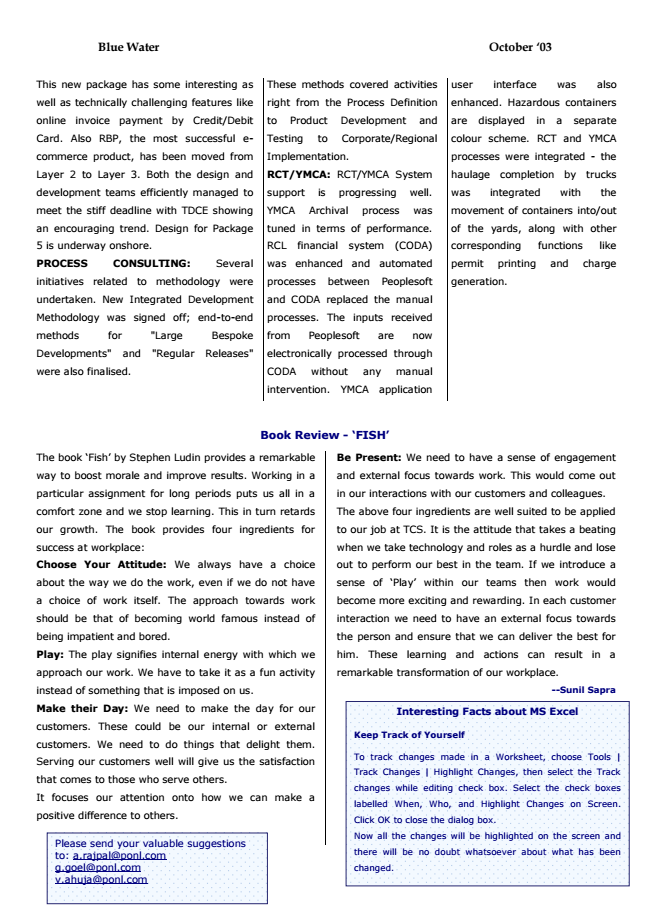 Blue Water
October ‘03
This new package has some interesting as
well as technically challenging features like
online invoice payment by Credit/Debit
Card. Also RBP, the most successful e-
commerce product, has been moved from
Layer 2 to Layer 3. Both the design and
development teams efficiently managed to
meet the stiff deadline with TDCE showing
an encouraging trend. Design for Package
5 is underway onshore.
PROCESS CONSULTING: Several
initiatives related to methodology were
undertaken. New Integrated Development
Methodology was signed off; end-to-end
methods for "Large Bespoke
Developments" and "Regular Releases"
were also finalised.
These methods covered activities
right from the Process Definition
to Product Development and
Testing to Corporate/Regional
Implementation.
RCT/YMCA: RCT/YMCA System
support is progressing well.
YMCA Archival process was
tuned in terms of performance.
RCL financial system (CODA)
was enhanced and automated
processes between Peoplesoft
and CODA replaced the manual
processes. The inputs received
from Peoplesoft are now
electronically processed through
CODA without any manual
intervention. YMCA application
user interface was also
enhanced. Hazardous containers
are displayed in a separate
colour scheme. RCT and YMCA
processes were integrated - the
haulage completion by trucks
was integrated with the
movement of containers into/out
of the yards, along with other
corresponding functions like
permit printing and charge
generation.
Book Review - ‘FISH’
The book ‘Fish’ by Stephen Ludin provides a remarkable
way to boost morale and improve results. Working in a
particular assignment for long periods puts us all in a
comfort zone and we stop learning. This in turn retards
our growth. The book provides four ingredients for
success at workplace:
Choose Your Attitude: We always have a choice
about the way we do the work, even if we do not have
a choice of work itself. The approach towards work
should be that of becoming world famous instead of
being impatient and bored.
Play: The play signifies internal energy with which we
approach our work. We have to take it as a fun activity
instead of something that is imposed on us.
Make their Day: We need to make the day for our
customers. These could be our internal or external
customers. We need to do things that delight them.
Serving our customers well will give us the satisfaction
that comes to those who serve others.
It focuses our attention onto how we can make a
positive difference to others.
Please send your valuable suggestions
to: a.rajpal@ponl.com
g.goel@ponl.com
v.ahuja@ponl.com
Be Present: We need to have a sense of engagement
and external focus towards work. This would come out
in our interactions with our customers and colleagues.
The above four ingredients are well suited to be applied
to our job at TCS. It is the attitude that takes a beating
when we take technology and roles as a hurdle and lose
out to perform our best in the team. If we introduce a
sense of ‘Play’ within our teams then work would
become more exciting and rewarding. In each customer
interaction we need to have an external focus towards
the person and ensure that we can deliver the best for
him. These learning and actions can result in a
remarkable transformation of our workplace.
--Sunil Sapra
Interesting Facts about MS Excel
Keep Track of Yourself
To track changes made in a Worksheet, choose Tools |
Track Changes | Highlight Changes, then select the Track
changes while editing check box. Select the check boxes
labelled When, Who, and Highlight Changes on Screen.
Click OK to close the dialog box.
Now all the changes will be highlighted on the screen and
there will be no doubt whatsoever about what has been
changed.